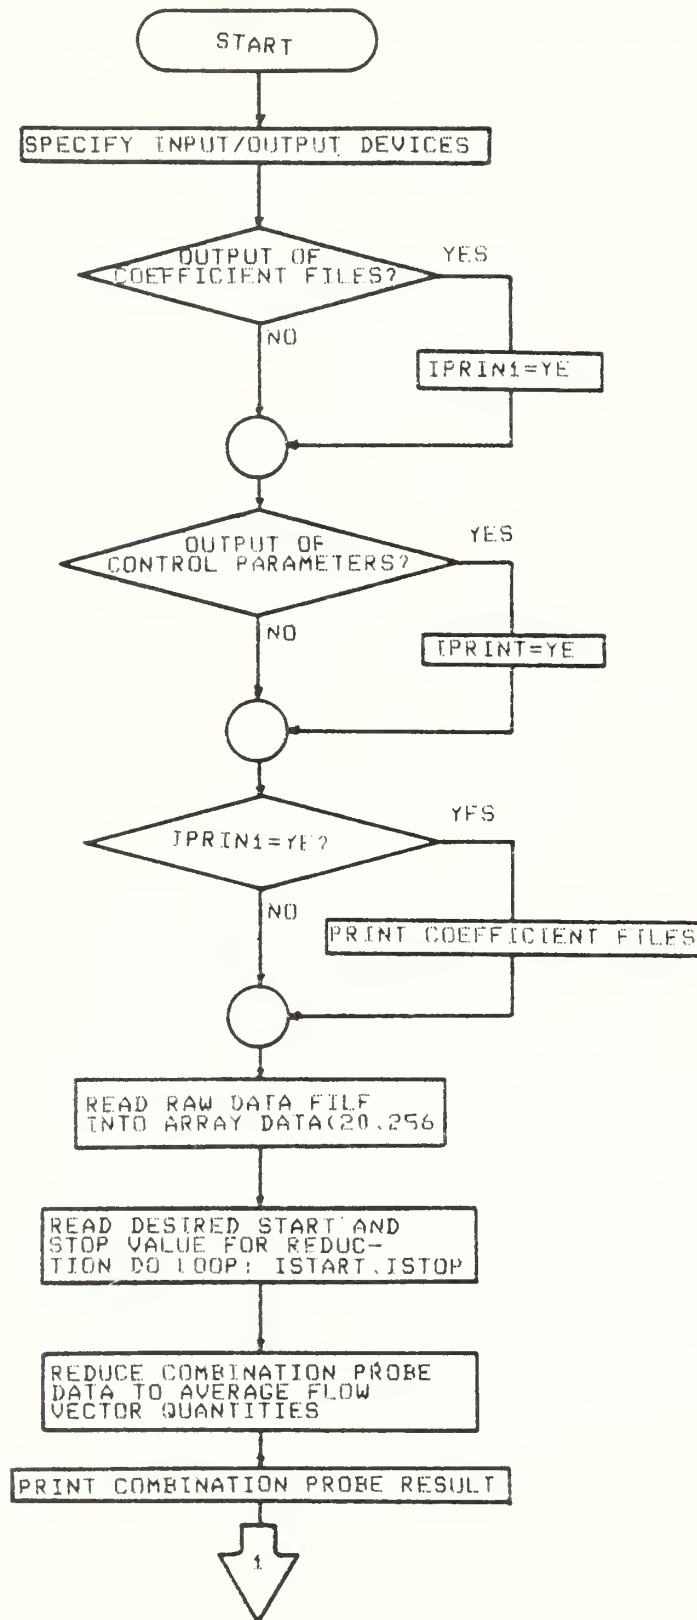 START
SPECIFY INPUT/OUTPUT DEVICES
OUTPUT OF
COEFFICIENT FILES?
YES
NO
IPRIN1=YE
OUTPUT OF
CONTROL PARAMETERS?
YES
NO
IPRINT=YE
IPRIN1=YE?
YES
NO
PRINT COEFFICIENT FILES
READ RAW DATA FILE
INTO ARRAY DATA(20,256
READ DESIRED START AND
STOP VALUE FOR REDUC-
TION DO LOOP: ISTART,ISTOP
REDUCE COMBINATION PROBE
DATA TO AVERAGE FLOW
VECTOR QUANTITIES
PRINT COMBINATION PROBE RESULT
1